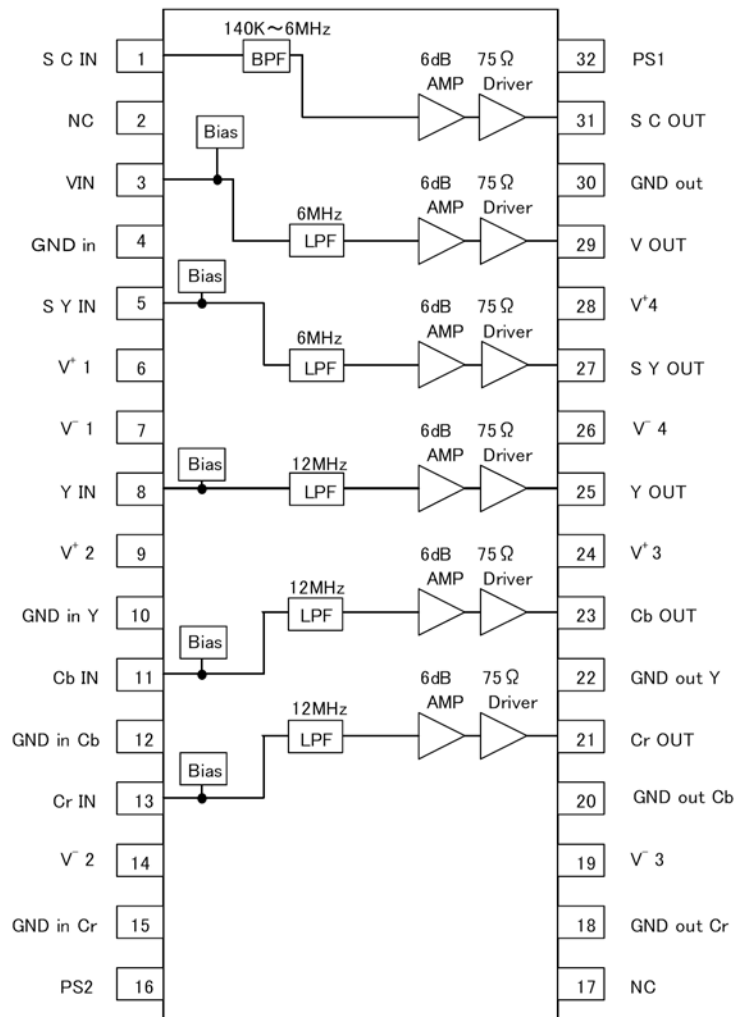 140K～6MHz
S C IN 1 BPF 6dB 75Ω 32 PS1
AMP Driver
NC 2 31 S C OUT
Bias
VIN 3 6dB 75Ω 30 GND out
AMP Driver
6MHz
GND in 4 LPF 29 V OUT
Bias
S Y IN 5 6dB 75Ω 28 V⁺4
AMP Driver
6MHz
V⁺ 1 6 LPF 27 S Y OUT
V⁻ 1 7 6dB 75Ω 26 V⁻ 4
AMP Driver
Bias 12MHz
Y IN 8 LPF 25 Y OUT
V⁺ 2 9 6dB 75Ω 24 V⁺3
AMP Driver
12MHz
GND in Y 10 LPF 23 Cb OUT
Bias
Cb IN 11 6dB 75Ω 22 GND out Y
AMP Driver
12MHz
GND in Cb 12 LPF 21 Cr OUT
Bias
Cr IN 13 20 GND out Cb
V⁻ 2 14 19 V⁻ 3
GND in Cr 15 18 GND out Cr
PS2 16 17 NC